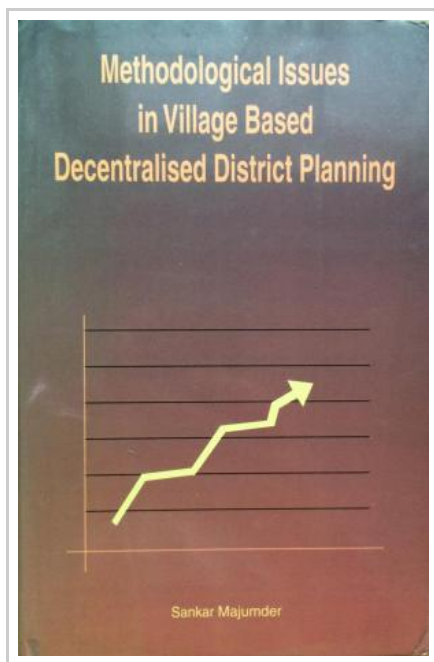 Methodological Issues
in Village Based
Decentralised District Planning
Sankar Majumder